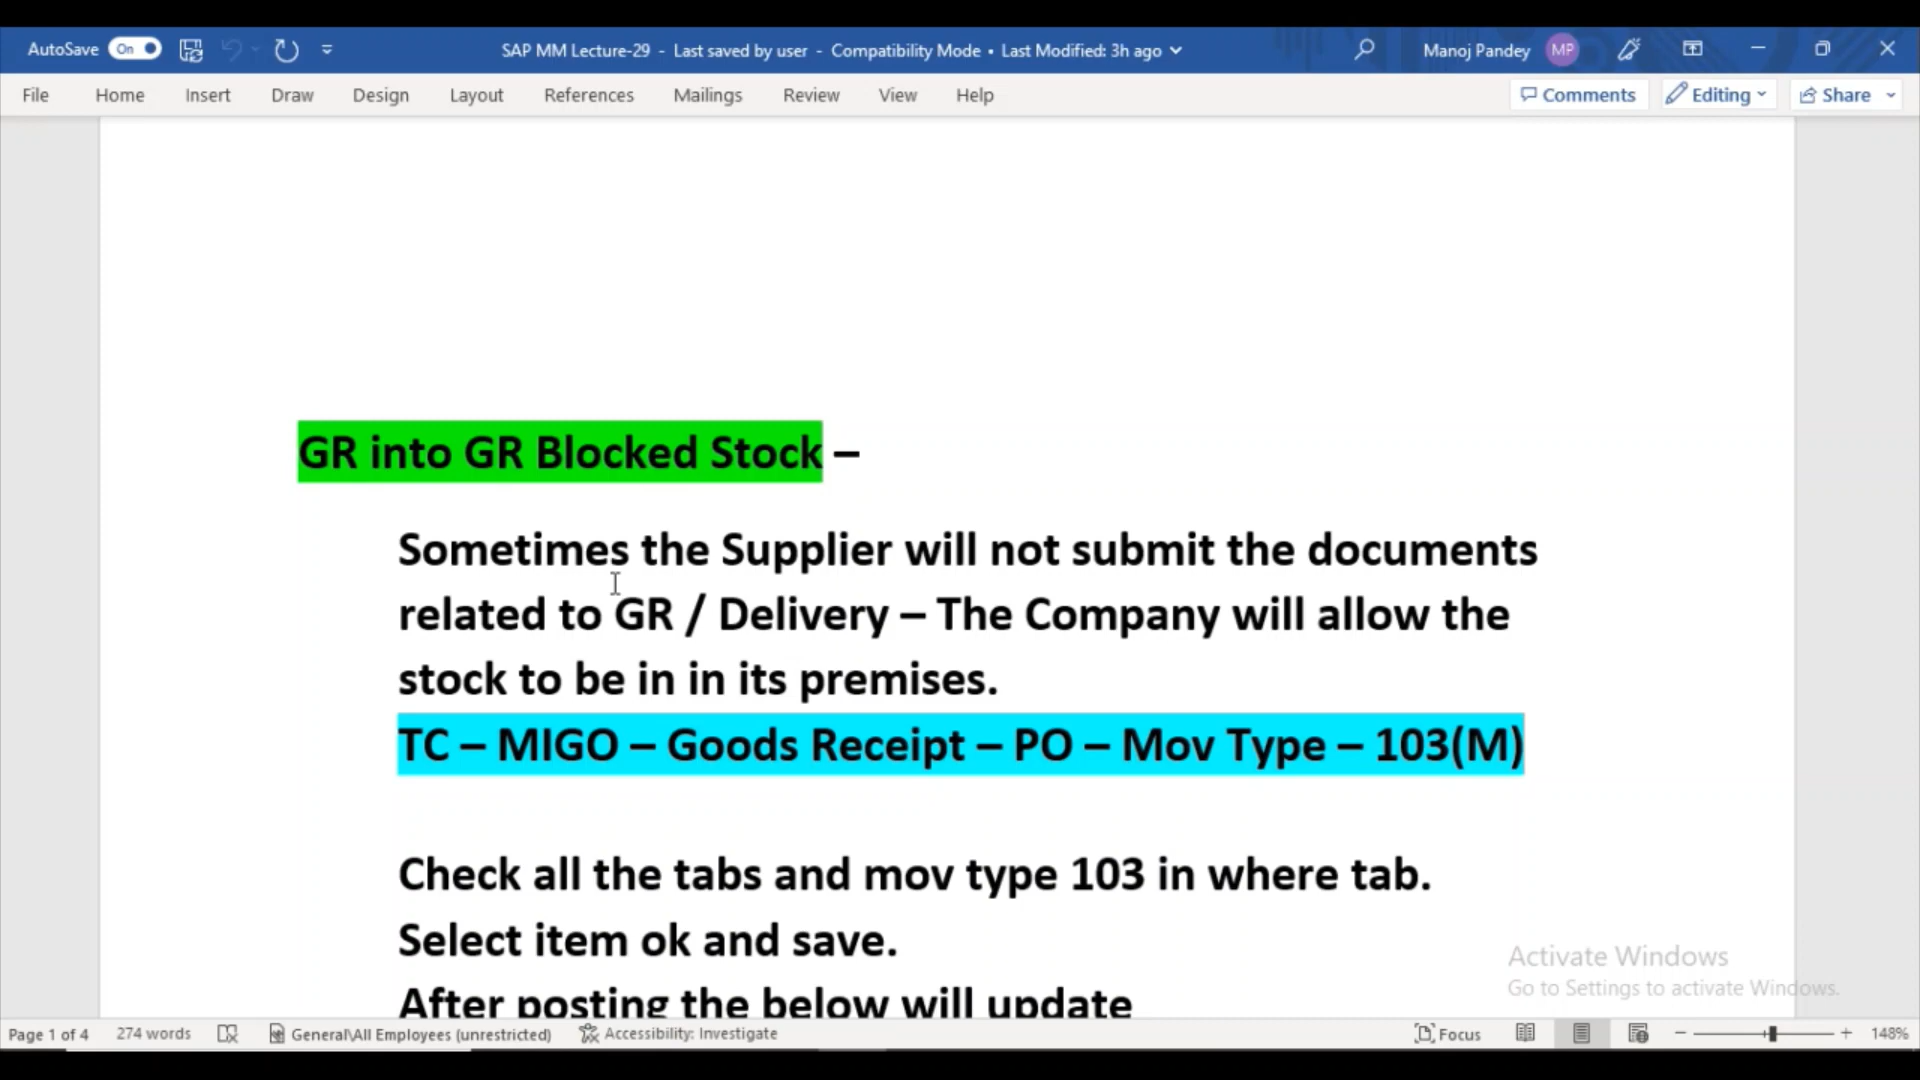 AutoSave On SAP MM Lecture-29 - Last saved by user - Compatibility Mode • Last Modified: 3h ago Manoj Pandey MP
File Home Insert Draw Design Layout References Mailings Review View Help Comments Editing Share
GR into GR Blocked Stock –
Sometimes the Supplier will not submit the documents
related to GR / Delivery – The Company will allow the
stock to be in in its premises.
TC – MIGO – Goods Receipt – PO – Mov Type – 103(M)
Check all the tabs and mov type 103 in where tab.
Select item ok and save.
After posting the below will update
Activate Windows
Go to Settings to activate Windows.
Page 1 of 4 274 words General\All Employees (unrestricted) Accessibility: Investigate Focus 148%